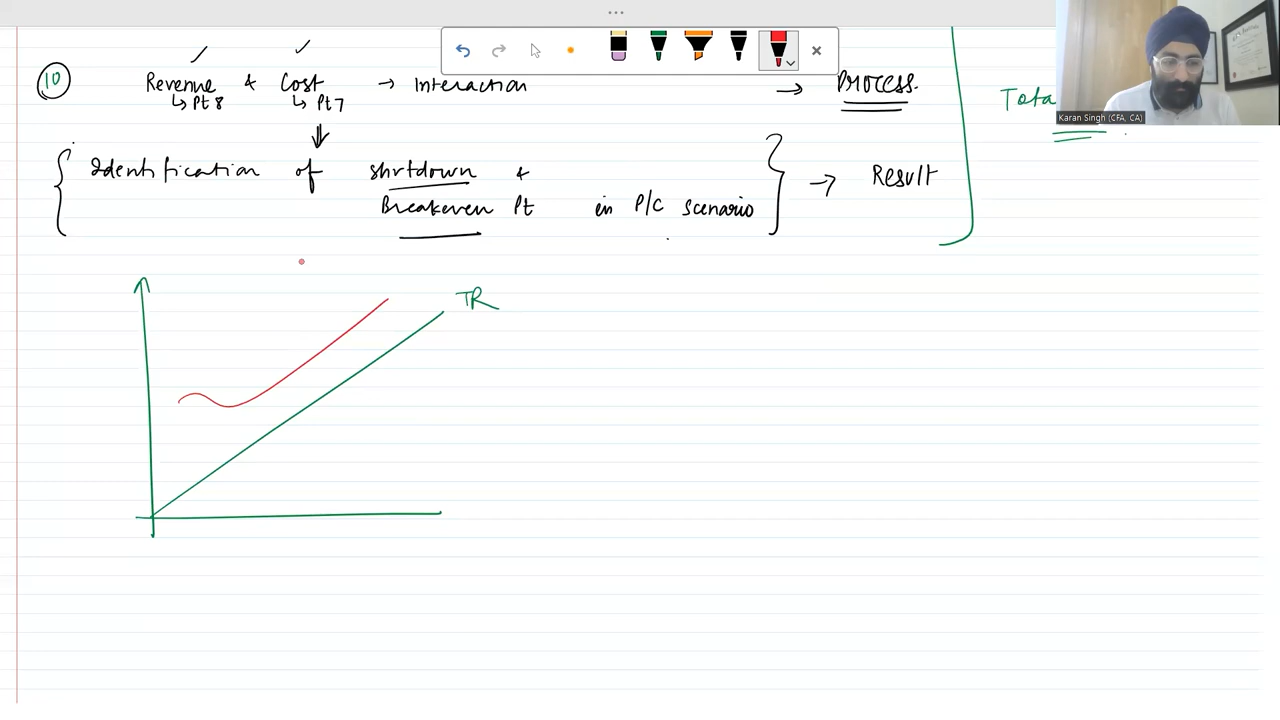 10 Revenue & Cost → Interaction → Process.
↳ Pt 8 ↳ Pt 7
Identification of shutdown &
Breakeven Pt in P/C scenario → Result
Tota
Karan Singh (CFA, CA)
TR